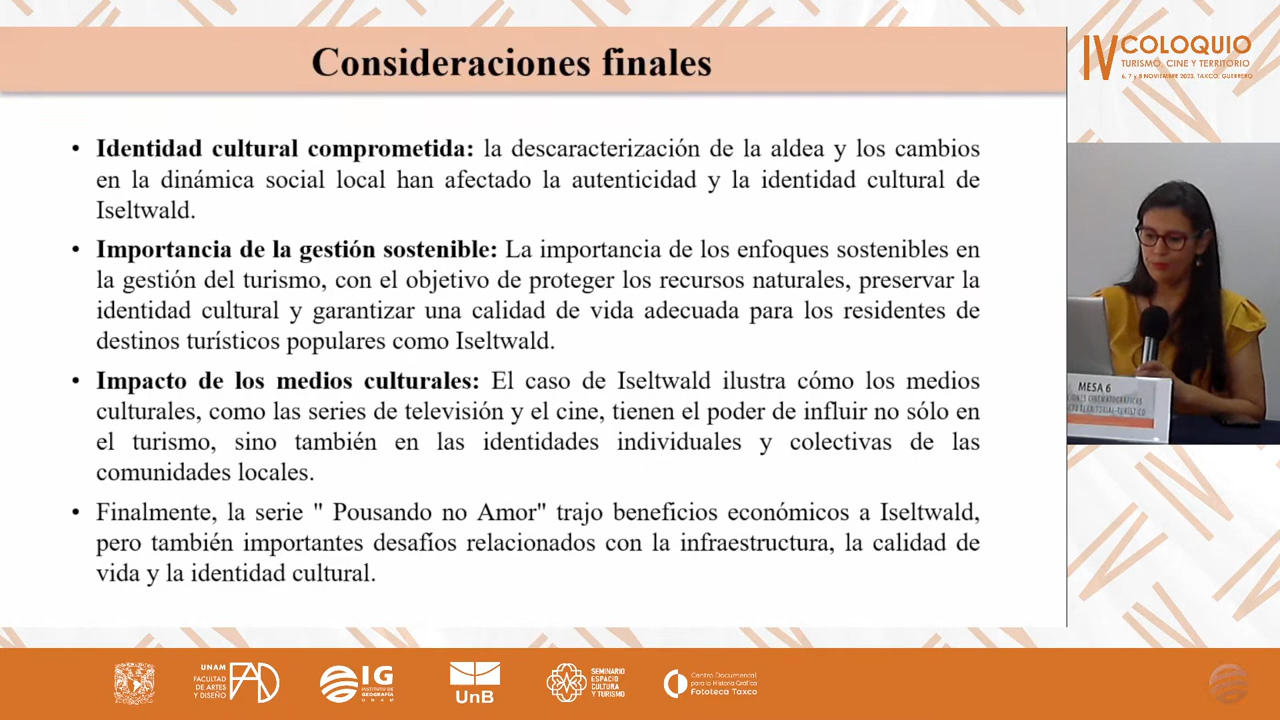 Consideraciones finales
IV COLOQUIO
TURISMO, CINE Y TERRITORIO
6, 7 y 8 NOVIEMBRE 2023. TAXCO, GUERRERO
• Identidad cultural comprometida: la descaracterización de la aldea y los cambios
en la dinámica social local han afectado la autenticidad y la identidad cultural de
Iseltwald.
• Importancia de la gestión sostenible: La importancia de los enfoques sostenibles en
la gestión del turismo, con el objetivo de proteger los recursos naturales, preservar la
identidad cultural y garantizar una calidad de vida adecuada para los residentes de
destinos turísticos populares como Iseltwald.
• Impacto de los medios culturales: El caso de Iseltwald ilustra cómo los medios
culturales, como las series de televisión y el cine, tienen el poder de influir no sólo en
el turismo, sino también en las identidades individuales y colectivas de las
comunidades locales.
• Finalmente, la serie " Pousando no Amor" trajo beneficios económicos a Iseltwald,
pero también importantes desafíos relacionados con la infraestructura, la calidad de
vida y la identidad cultural.
MESA 6
CINEMATOGRÁFICAS
TERRITORIAL-TURÍSTICO
UNAM
FACULTAD
DE ARTES
Y DISEÑO
FAD
IG
INSTITUTO DE
GEOGRAFÍA
UNAM
UnB
SEMINARIO
ESPACIO
CULTURA
Y TURISMO
Centro Documental
para la Historia Gráfica
Fototeca Taxco